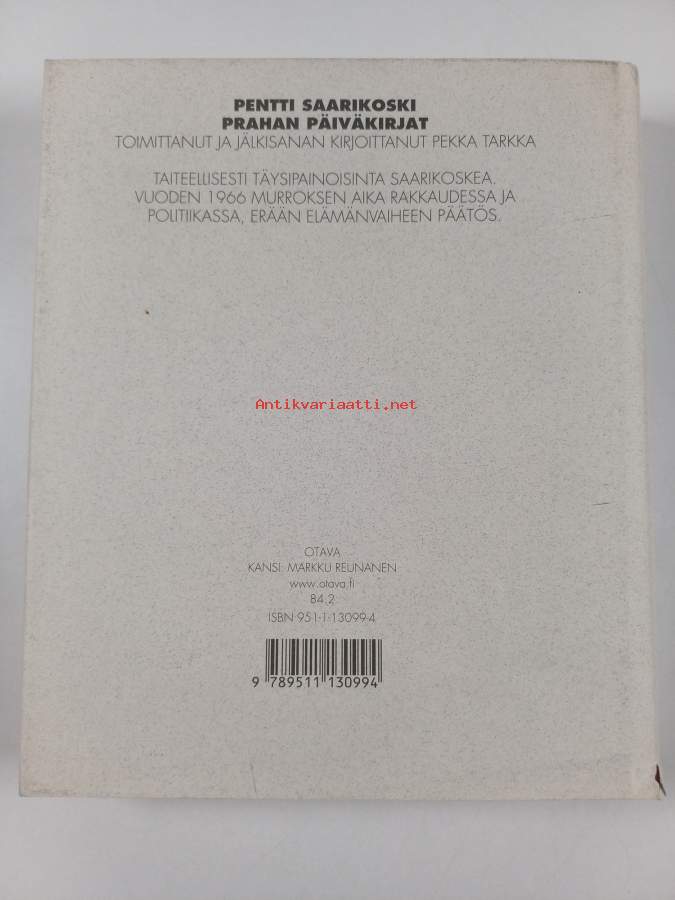 PENTTI SAARIKOSKI
PRAHAN PÄIVÄKIRJAT
TOIMITTANUT JA JÄLKISANAN KIRJOITTANUT PEKKA TARKKA
TAITEELLISESTI TÄYSIPAINOISINTA SAARIKOSKEA.
VUODEN 1966 MURROKSEN AIKA RAKKAUDESSA JA
POLITIIKASSA, ERÄÄN ELÄMÄNVAIHEEN PÄÄTÖS.
Antikvariaatti.net
OTAVA
KANSI: MARKKU REUNANEN
www.otava.fi
84.2
ISBN 951-1-13099-4
9 789511 130994